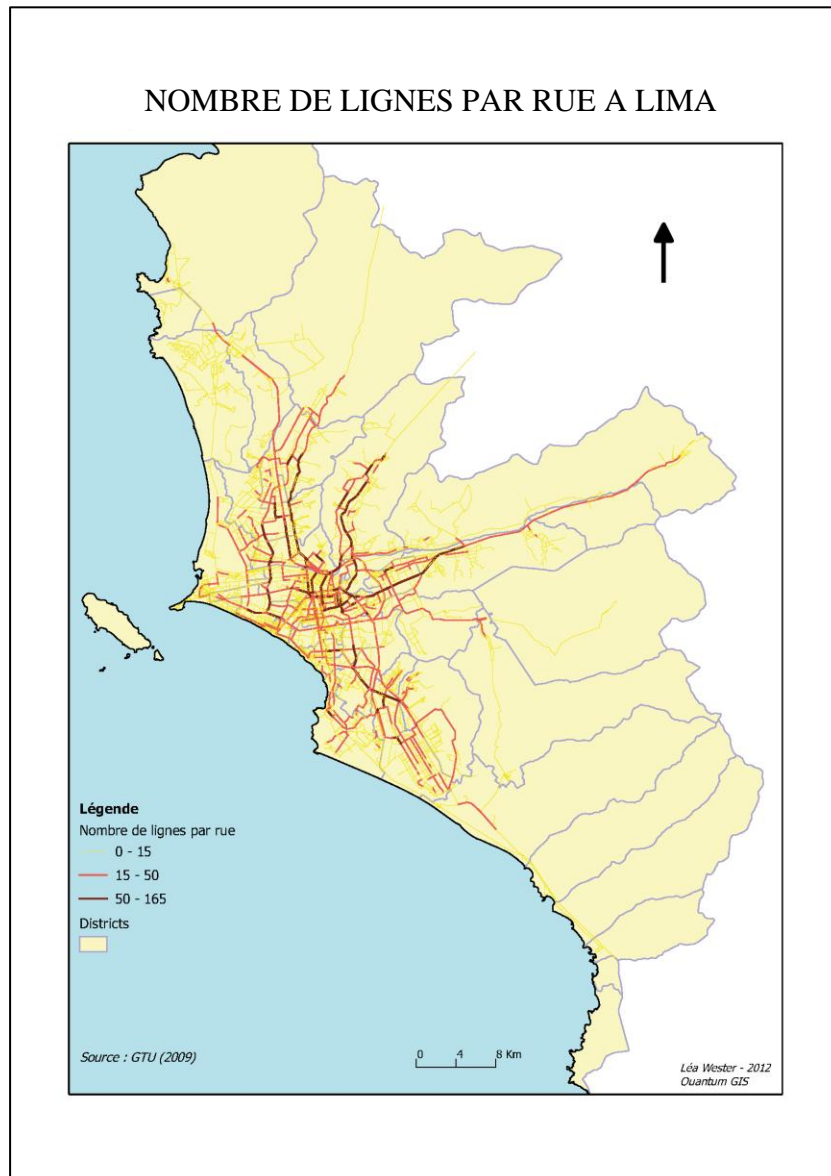 NOMBRE DE LIGNES PAR RUE A LIMA
Légende
Nombre de lignes par rue
0 - 15
15 - 50
50 - 165
Districts
Source : GTU (2009)
0 4 8 Km
Léa Wester - 2012
Quantum GIS